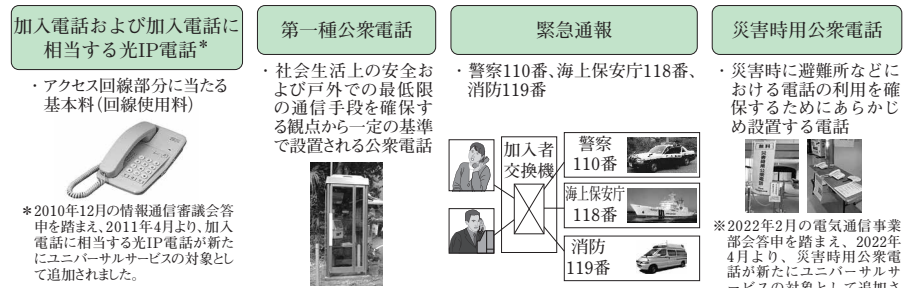 加入電話および加入電話に
相当する光IP電話*
・アクセス回線部分に当たる
基本料(回線使用料)
*2010年12月の情報通信審議会答
申を踏まえ、2011年4月より、加入
電話に相当する光IP電話が新た
にユニバーサルサービスの対象とし
て追加されました。
第一種公衆電話
・社会生活上の安全お
よび戸外での最低限
の通信手段を確保す
る観点から一定の基準
で設置される公衆電話
緊急通報
・警察110番、海上保安庁118番、
消防119番
加入者
交換機
警察
110番
海上保安庁
118番
消防
119番
災害時用公衆電話
・災害時に避難所などに
おける電話の利用を確
保するためにあらかじ
め設置する電話
無料
災害時用公衆電話
※2022年2月の電気通信事業
部会答申を踏まえ、2022年
4月より、災害時用公衆電
話が新たにユニバーサルサ
ービスの対象として追加さ